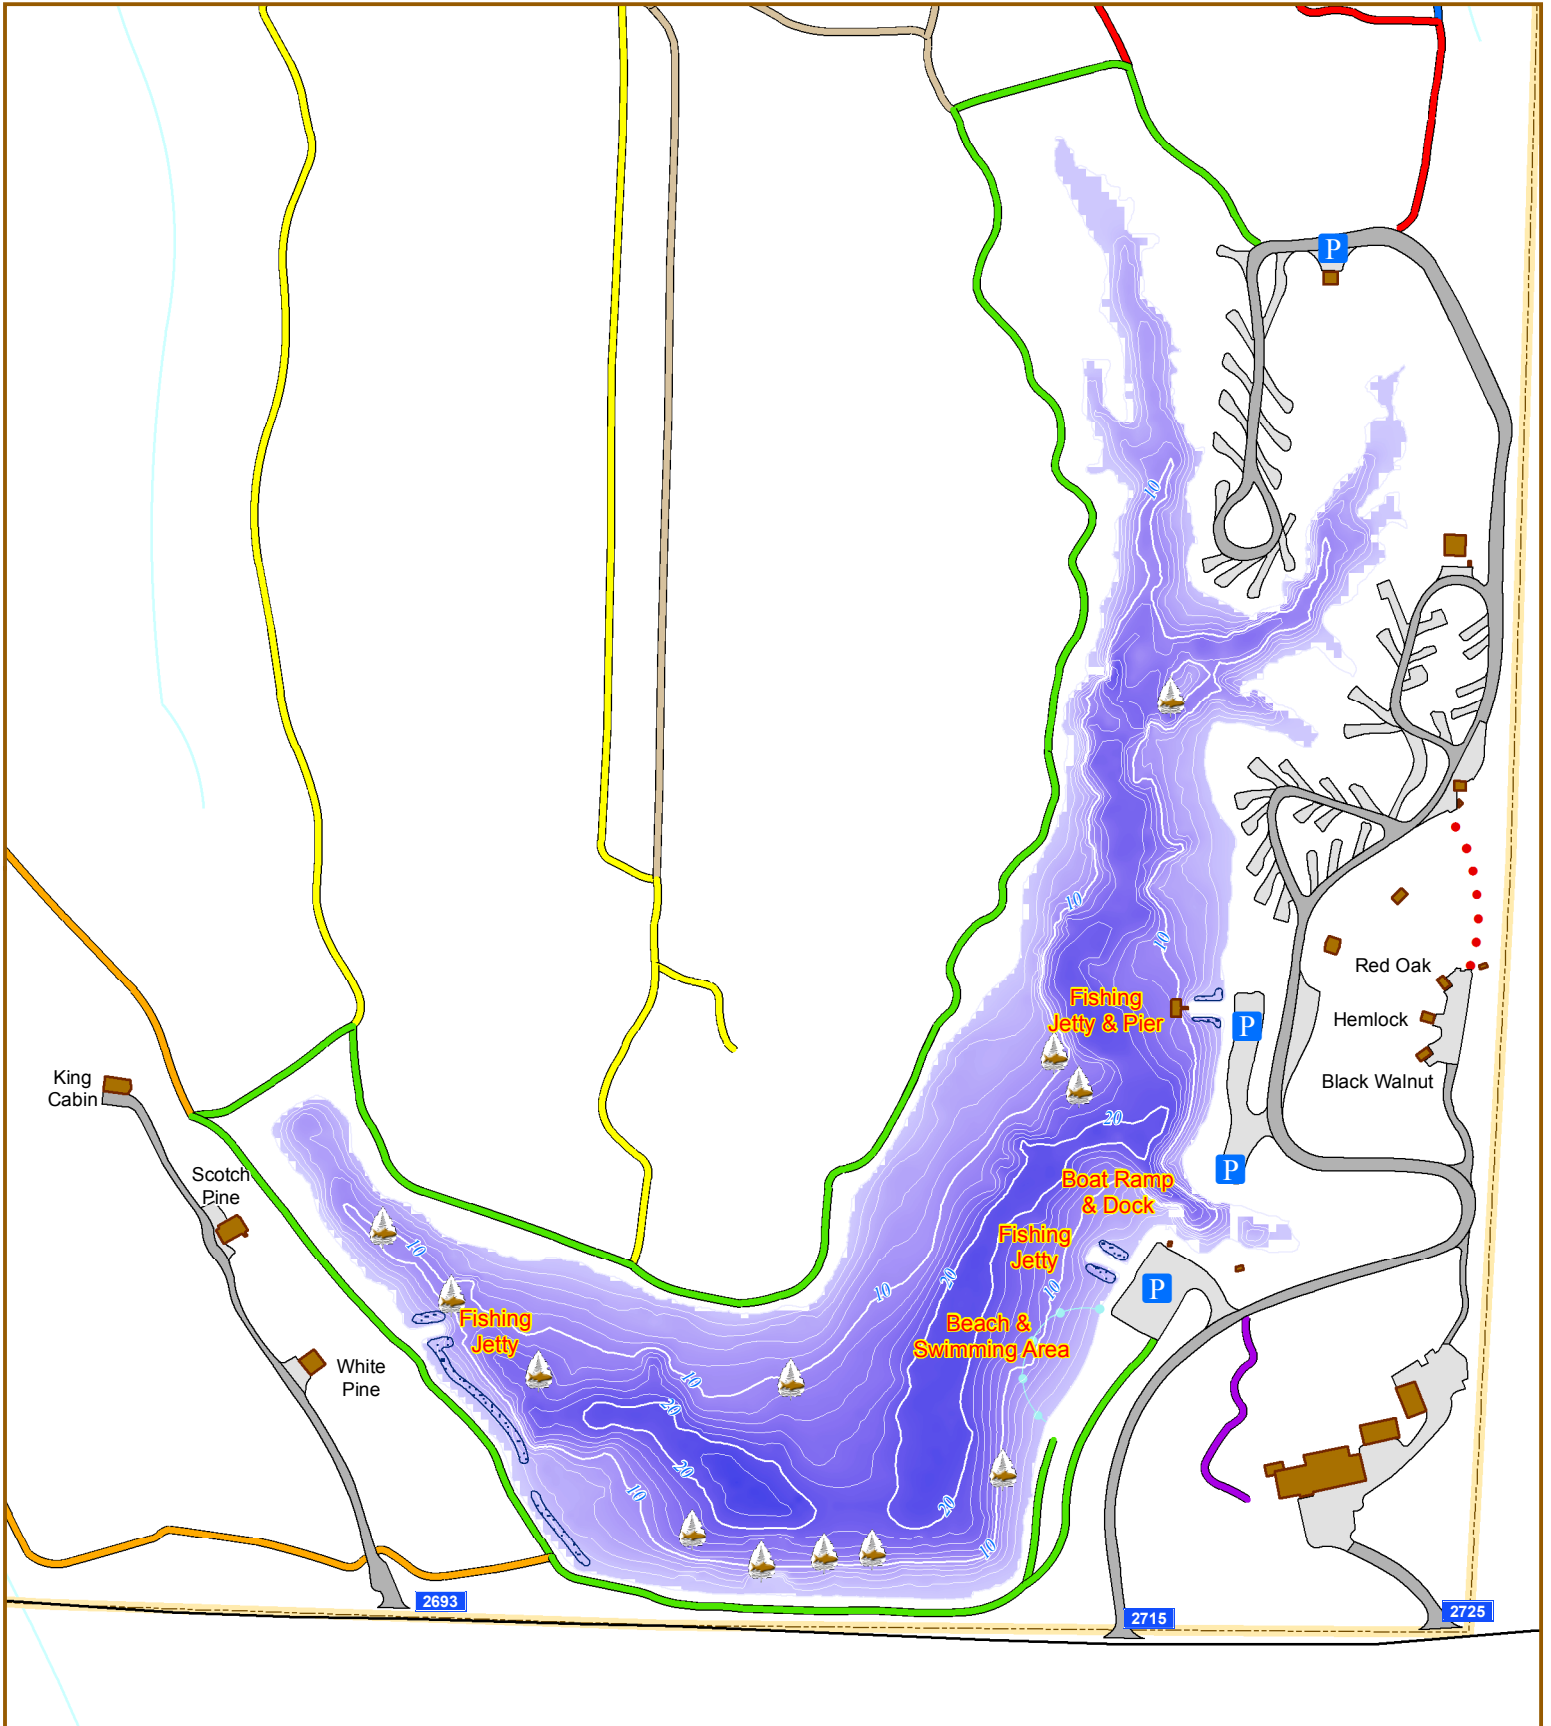 P
10
10
10
Red Oak
Fishing
Jetty & Pier
Hemlock
P
King
Cabin
Black Walnut
20
Scotch
Pine
P
Boat Ramp
& Dock
10
Fishing
Jetty
20
10
10
P
Fishing
Jetty
Beach &
Swimming Area
White
Pine
10
20
20
10
20
10
2693
2715
2725